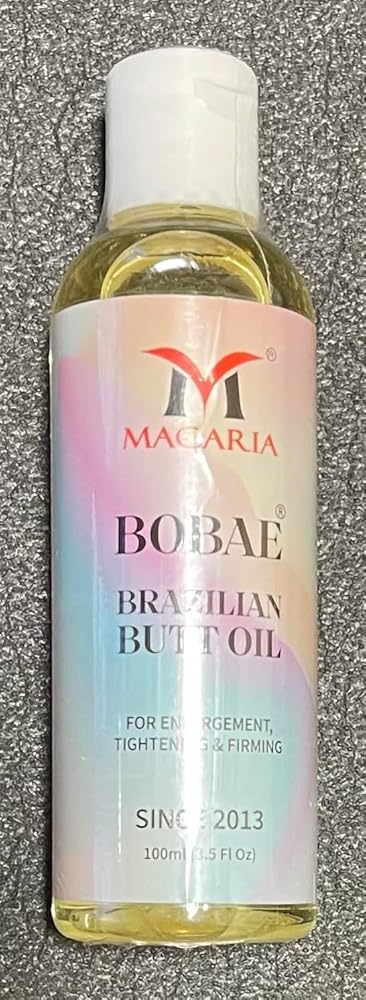 M®
MACARIA
BOBAE®
BRAZILIAN
BUTT OIL
FOR ENLARGEMENT,
TIGHTENING & FIRMING
SINCE 2013
100ml (3.5 Fl Oz)